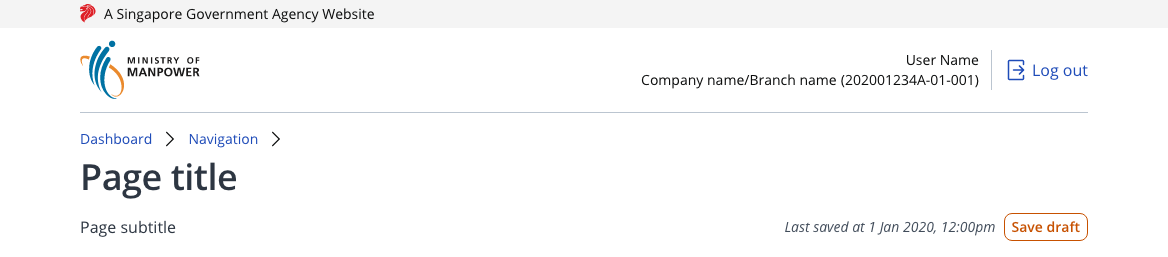 A Singapore Government Agency Website
MINISTRY OF
MANPOWER
User Name
Company name/Branch name (202001234A-01-001)
Log out
Dashboard
Navigation
Page title
Page subtitle
Last saved at 1 Jan 2020, 12:00pm
Save draft